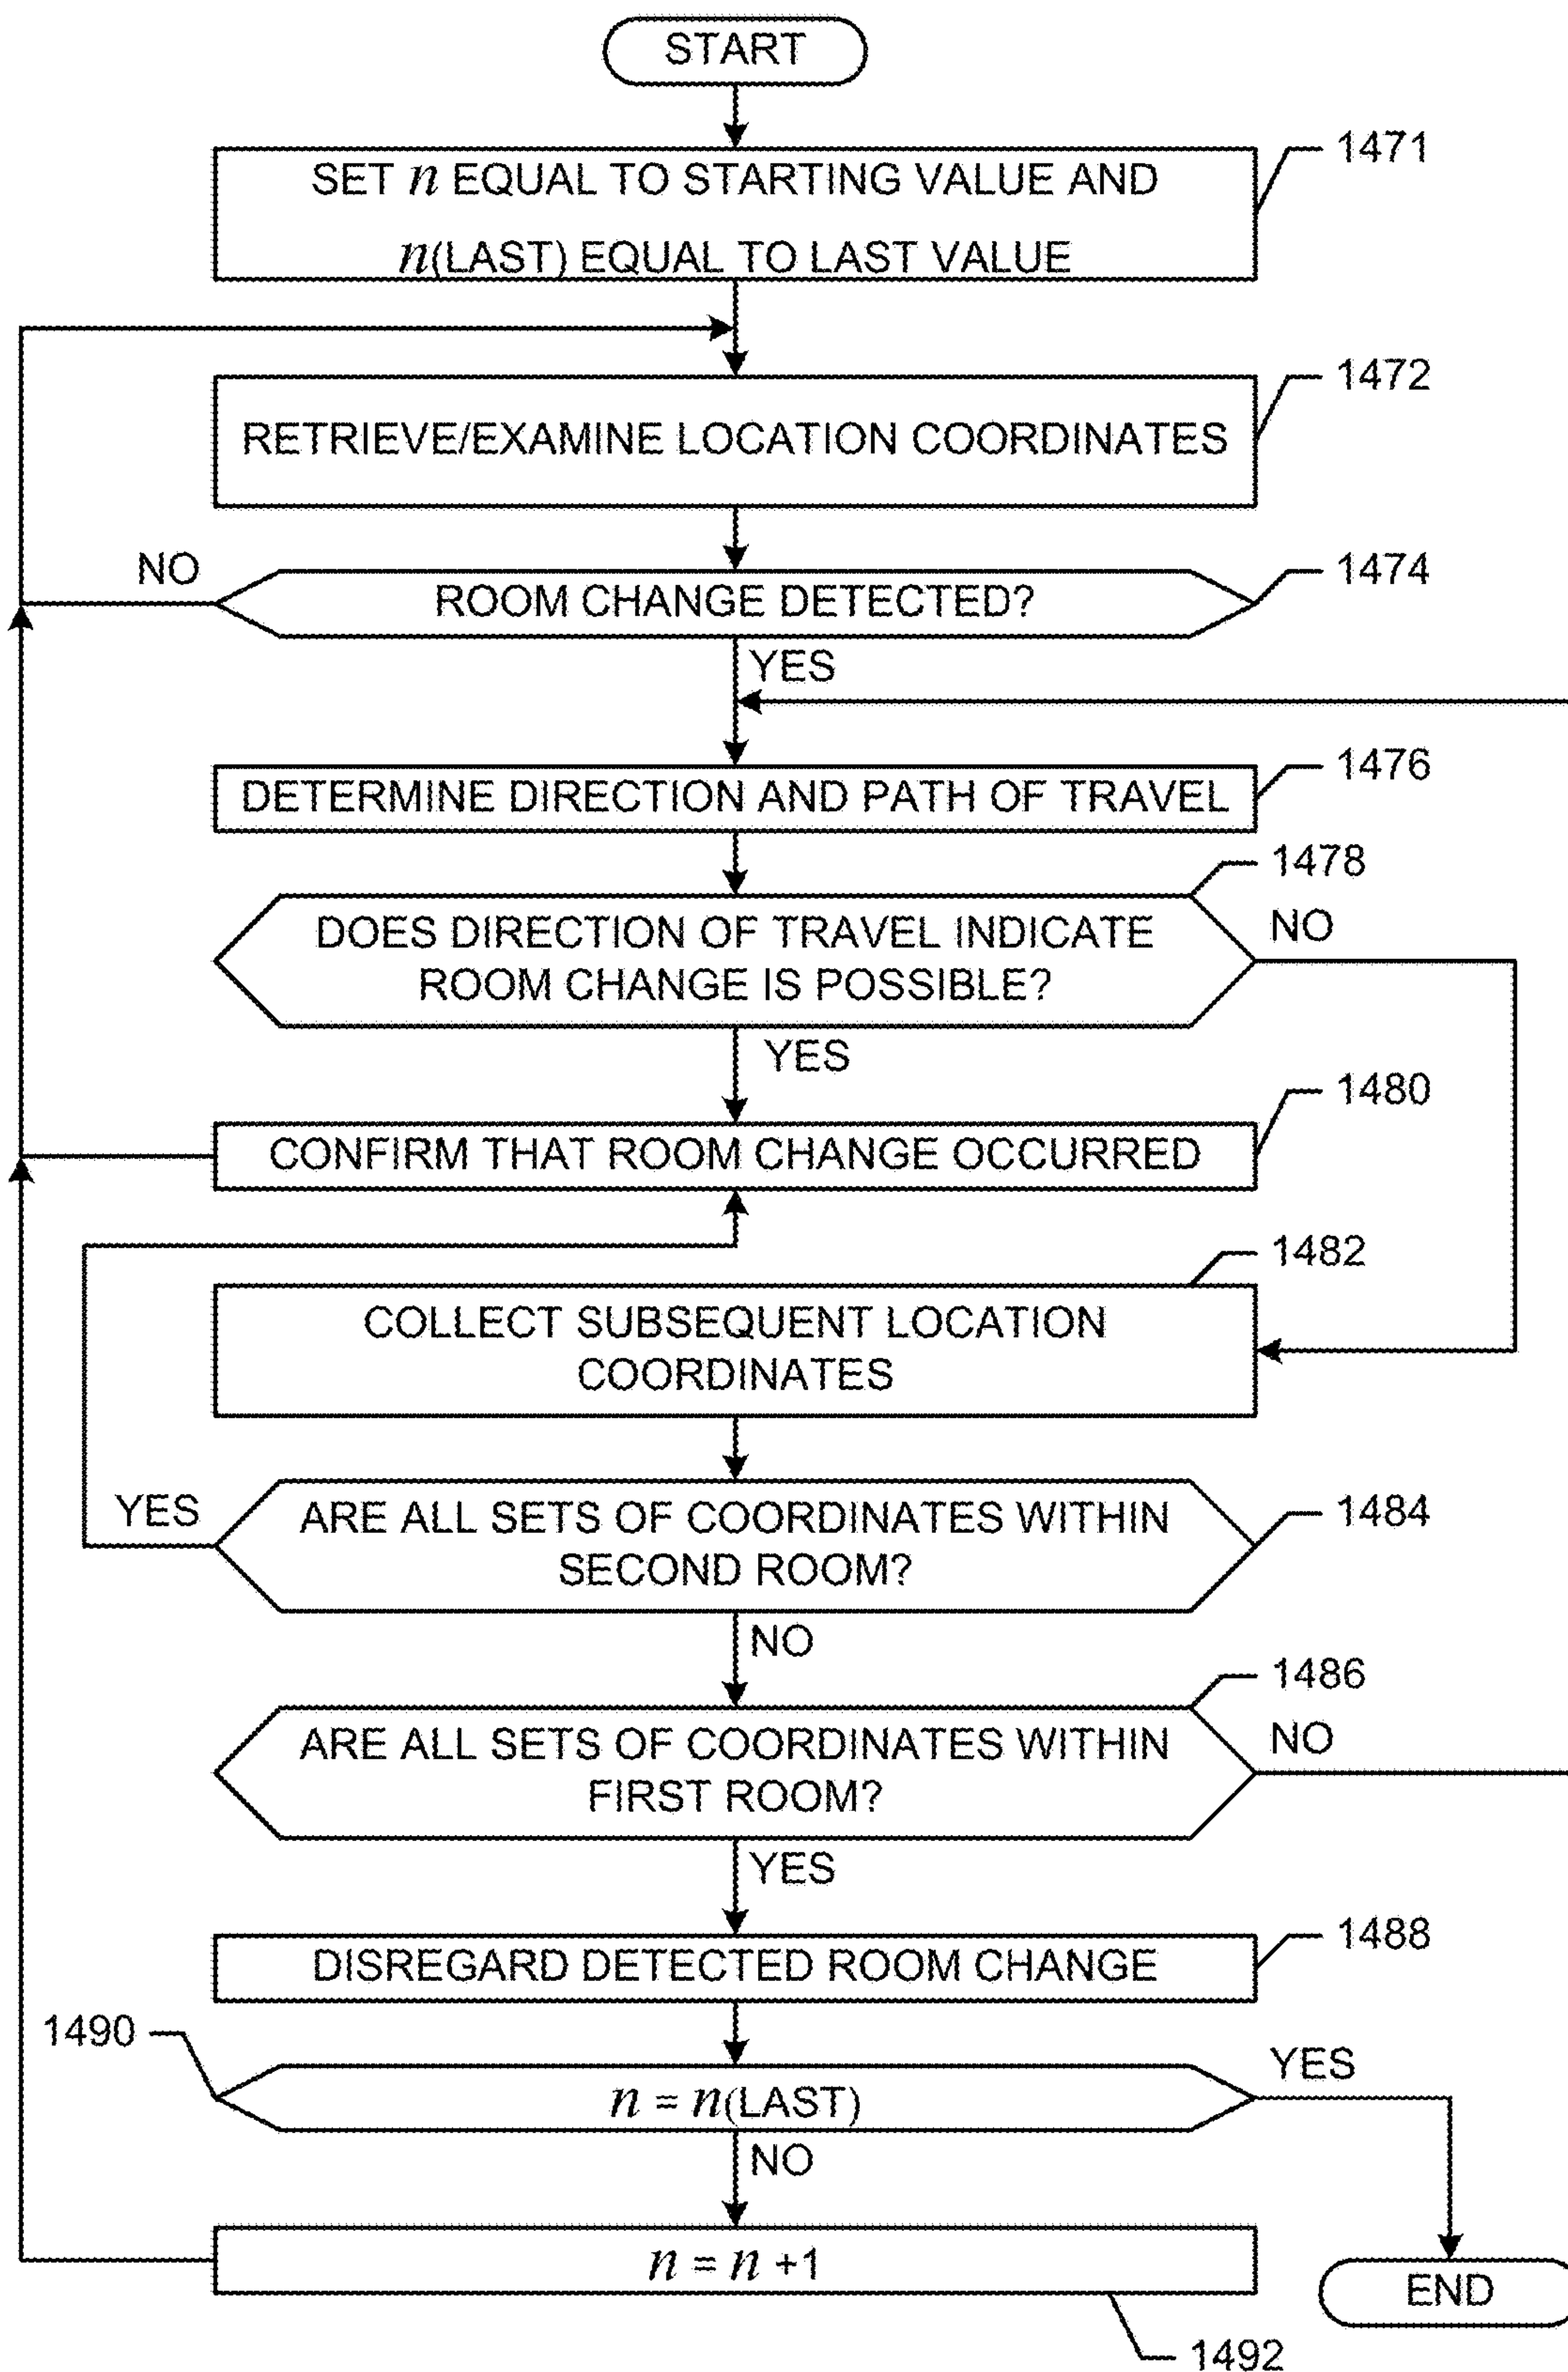 START
1471
SET n EQUAL TO STARTING VALUE AND
n(LAST) EQUAL TO LAST VALUE
1472
RETRIEVE/EXAMINE LOCATION COORDINATES
NO
1474
ROOM CHANGE DETECTED?
YES
1476
DETERMINE DIRECTION AND PATH OF TRAVEL
1478
DOES DIRECTION OF TRAVEL INDICATE
ROOM CHANGE IS POSSIBLE?
NO
YES
1480
CONFIRM THAT ROOM CHANGE OCCURRED
1482
COLLECT SUBSEQUENT LOCATION
COORDINATES
YES
ARE ALL SETS OF COORDINATES WITHIN
SECOND ROOM?
1484
NO
1486
ARE ALL SETS OF COORDINATES WITHIN
FIRST ROOM?
NO
YES
1488
DISREGARD DETECTED ROOM CHANGE
1490
YES
n = n(LAST)
NO
n = n +1
END
1492